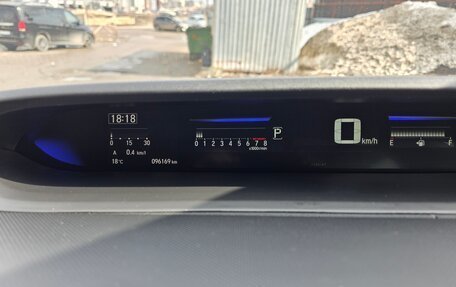 18:18
0 15 30
A 0.4 km/l
18°C 096169 km
0 1 2 3 4 5 6 7 8
x1000r/min
P
0 km/h
E F